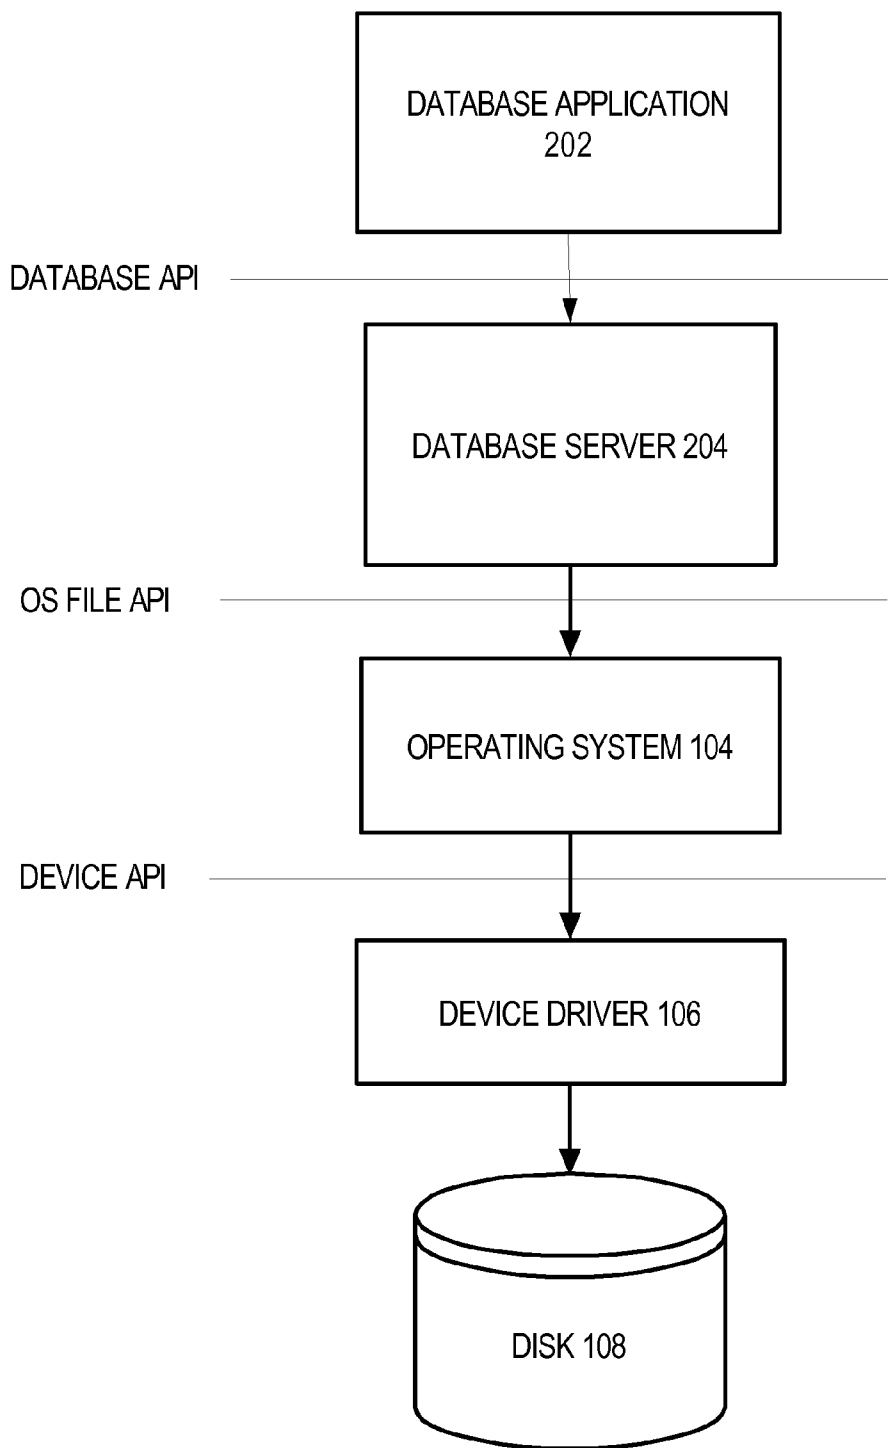 DATABASE APPLICATION
202
DATABASE API
DATABASE SERVER 204
OS FILE API
OPERATING SYSTEM 104
DEVICE API
DEVICE DRIVER 106
DISK 108